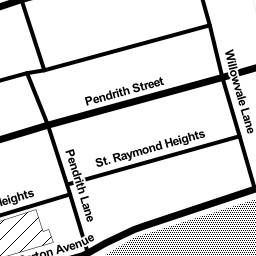 Willowvale Lane
Pendrith Street
St. Raymond Heights
Pendrith Lane
Heights
Avenue